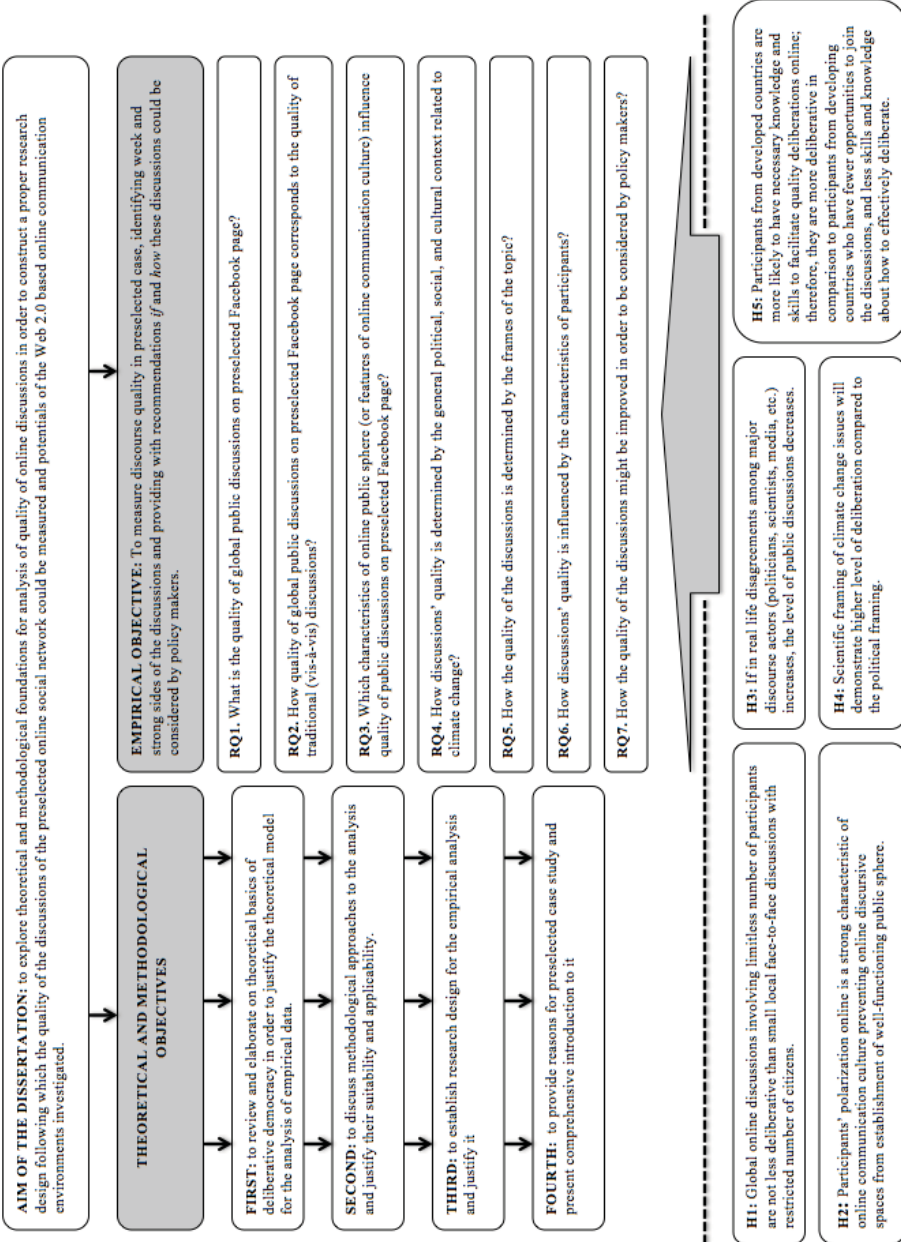 AIM OF THE DISSERTATION: to explore theoretical and methodological foundations for analysis of quality of online discussions in order to construct a proper research
design following which the quality of the discussions of the preselected online social network could be measured and potentials of the Web 2.0 based online communication
environments investigated.
THEORETICAL AND METHODOLOGICAL
OBJECTIVES
FIRST: to review and elaborate on theoretical basics of
deliberative democracy in order to justify the theoretical model
for the analysis of empirical data.
SECOND: to discuss methodological approaches to the analysis
and justify their suitability and applicability.
THIRD: to establish research design for the empirical analysis
and justify it
FOURTH: to provide reasons for preselected case study and
present comprehensive introduction to it
EMPIRICAL OBJECTIVE: To measure discourse quality in preselected case, identifying week and
strong sides of the discussions and providing with recommendations if and how these discussions could be
considered by policy makers.
RQ1. What is the quality of global public discussions on preselected Facebook page?
RQ2. How quality of global public discussions on preselected Facebook page corresponds to the quality of
traditional (vis-à-vis) discussions?
RQ3. Which characteristics of online public sphere (or features of online communication culture) influence
quality of public discussions on preselected Facebook page?
RQ4. How discussions' quality is determined by the general political, social, and cultural context related to
climate change?
RQ5. How the quality of the discussions is determined by the frames of the topic?
RQ6. How discussions' quality is influenced by the characteristics of participants?
RQ7. How the quality of the discussions might be improved in order to be considered by policy makers?
H1: Global online discussions involving limitless number of participants
are not less deliberative than small local face-to-face discussions with
restricted number of citizens.
H2: Participants' polarization online is a strong characteristic of
online communication culture preventing online discursive
spaces from establishment of well-functioning public sphere.
H3: If in real life disagreements among major
discourse actors (politicians, scientists, media, etc.)
increases, the level of public discussions decreases.
H4: Scientific framing of climate change issues will
demonstrate higher level of deliberation compared to
the political framing.
H5: Participants from developed countries are
more likely to have necessary knowledge and
skills to facilitate quality deliberations online;
therefore, they are more deliberative in
comparison to participants from developing
countries who have fewer opportunities to join
the discussions, and less skills and knowledge
about how to effectively deliberate.